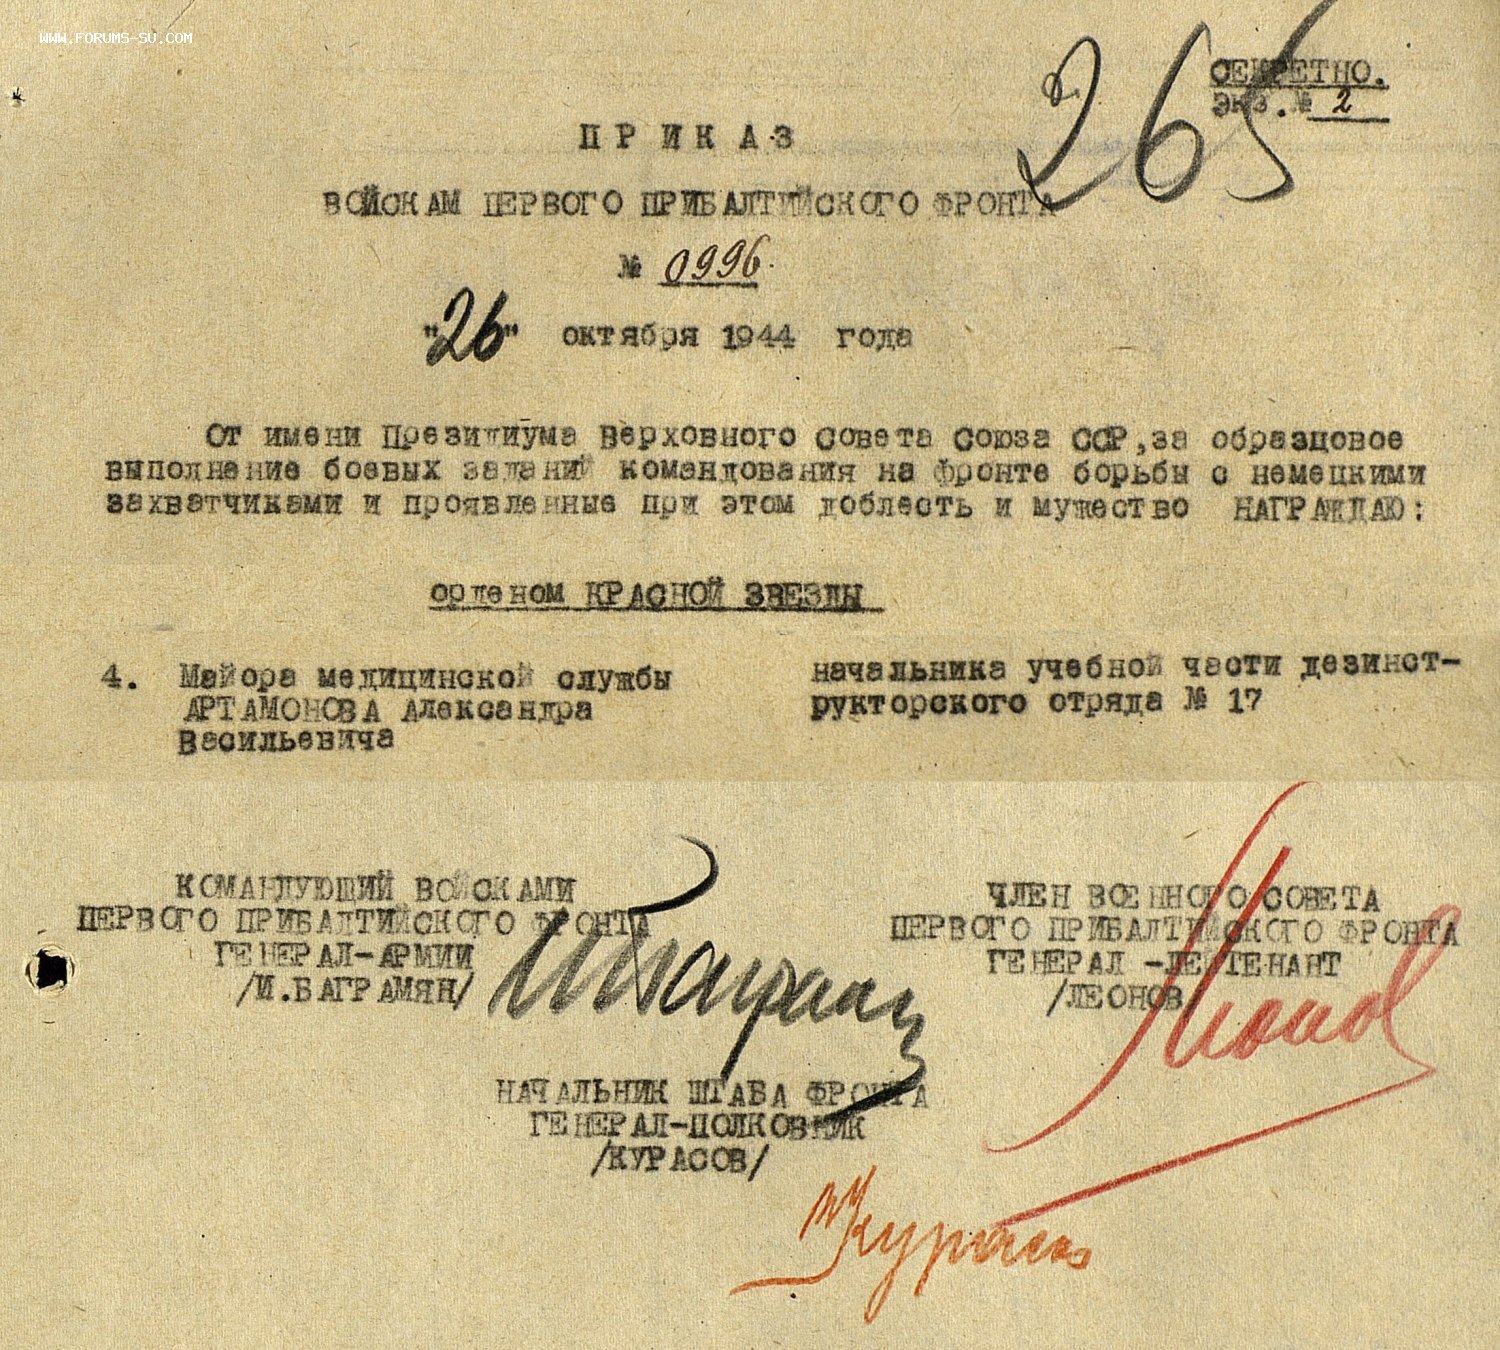 WWW.FORUMS-SU.COM
265
СЕКРЕТНО.
Экз.№ 2
ПРИКАЗ
ВОЙСКАМ ПЕРВОГО ПРИБАЛТИЙСКОГО ФРОНТА
№ 0996
"26" октября 1944 года
От имени Президиума Верховного Совета Союза ССР,за образцовое
выполнение боевых заданий командования на фронте борьбы с немецкими
захватчиками и проявленные при этом доблесть и мужество НАГРАЖДАЮ:
орденом КРАСНОЙ ЗВЕЗДЫ
4. Майора медицинской службы начальника учебной части дезинст-
АРТАМОНОВА Александра рукторского отряда № 17
Васильевича
КОМАНДУЮЩИЙ ВОЙСКАМИ
ПЕРВОГО ПРИБАЛТИЙСКОГО ФРОНТА
ГЕНЕРАЛ-АРМИИ
/И.БАГРАМЯН/
И Баграмян
ЧЛЕН ВОЕННОГО СОВЕТА
ПЕРВОГО ПРИБАЛТИЙСКОГО ФРОНТА
ГЕНЕРАЛ-ЛЕЙТЕНАНТ
/ЛЕОНОВ/
Леонов
НАЧАЛЬНИК ШТАБА ФРОНТА
ГЕНЕРАЛ-ПОЛКОВНИК
/КУРАСОВ/